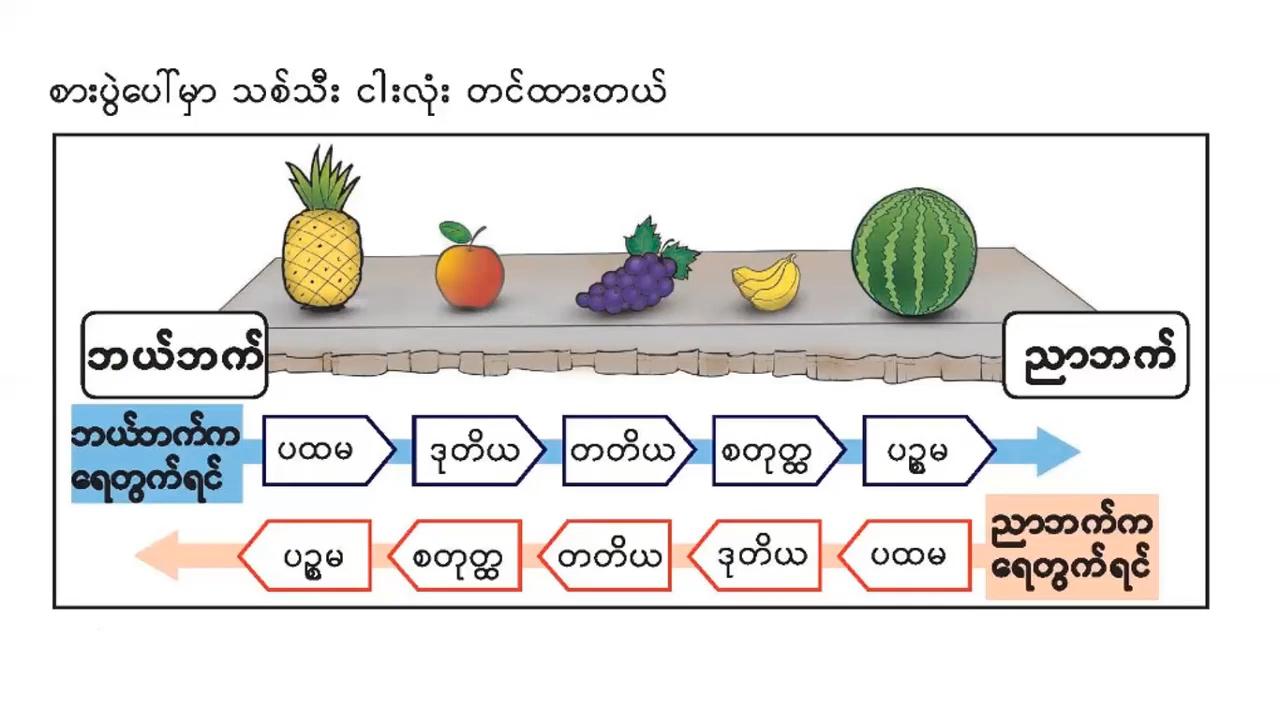 စားပွဲပေါ်မှာ သစ်သီး ငါးလုံး တင်ထားတယ်
ဘယ်ဘက်
ညာဘက်
ဘယ်ဘက်က
ရေတွက်ရင်
ပထမ
ဒုတိယ
တတိယ
စတုတ္ထ
ပဉ္စမ
ပဉ္စမ
စတုတ္ထ
တတိယ
ဒုတိယ
ပထမ
ညာဘက်က
ရေတွက်ရင်